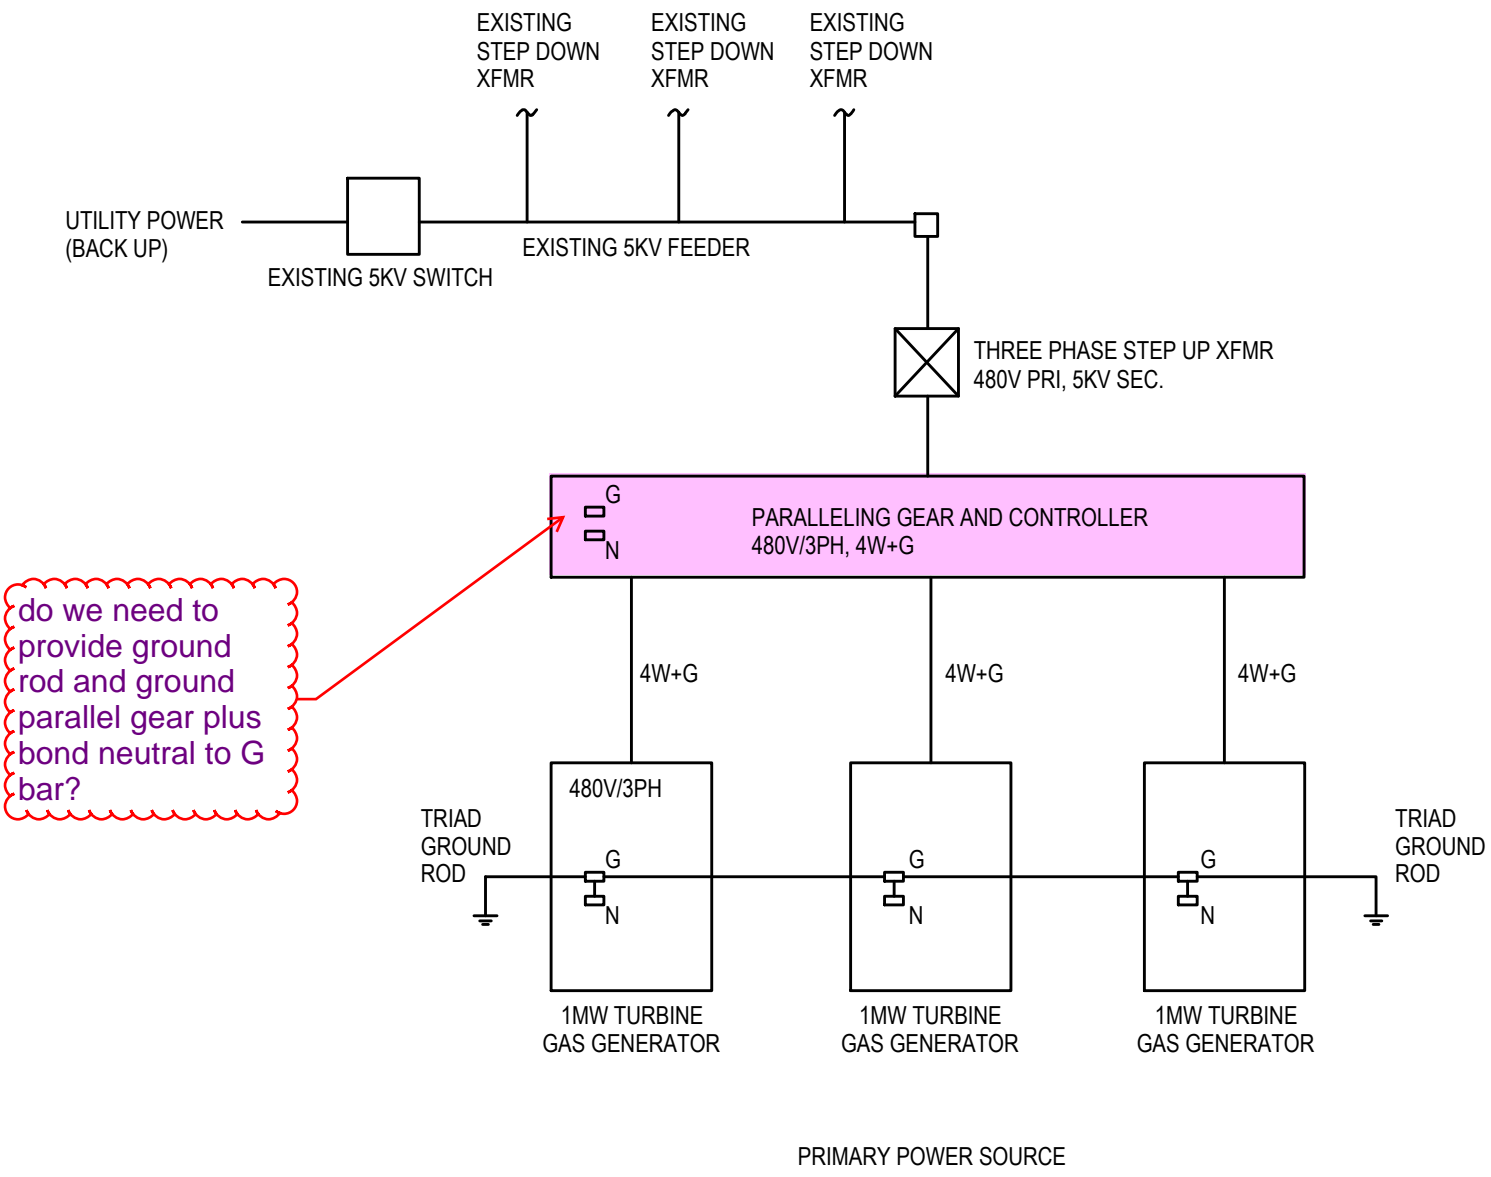 EXISTING
STEP DOWN
XFMR
EXISTING
STEP DOWN
XFMR
EXISTING
STEP DOWN
XFMR
UTILITY POWER
(BACK UP)
EXISTING 5KV SWITCH
EXISTING 5KV FEEDER
THREE PHASE STEP UP XFMR
480V PRI, 5KV SEC.
G
N
PARALLELING GEAR AND CONTROLLER
480V/3PH, 4W+G
do we need to
provide ground
rod and ground
parallel gear plus
bond neutral to G
bar?
4W+G
4W+G
4W+G
480V/3PH
TRIAD
GROUND
ROD
G
N
G
N
G
N
TRIAD
GROUND
ROD
1MW TURBINE
GAS GENERATOR
1MW TURBINE
GAS GENERATOR
1MW TURBINE
GAS GENERATOR
PRIMARY POWER SOURCE